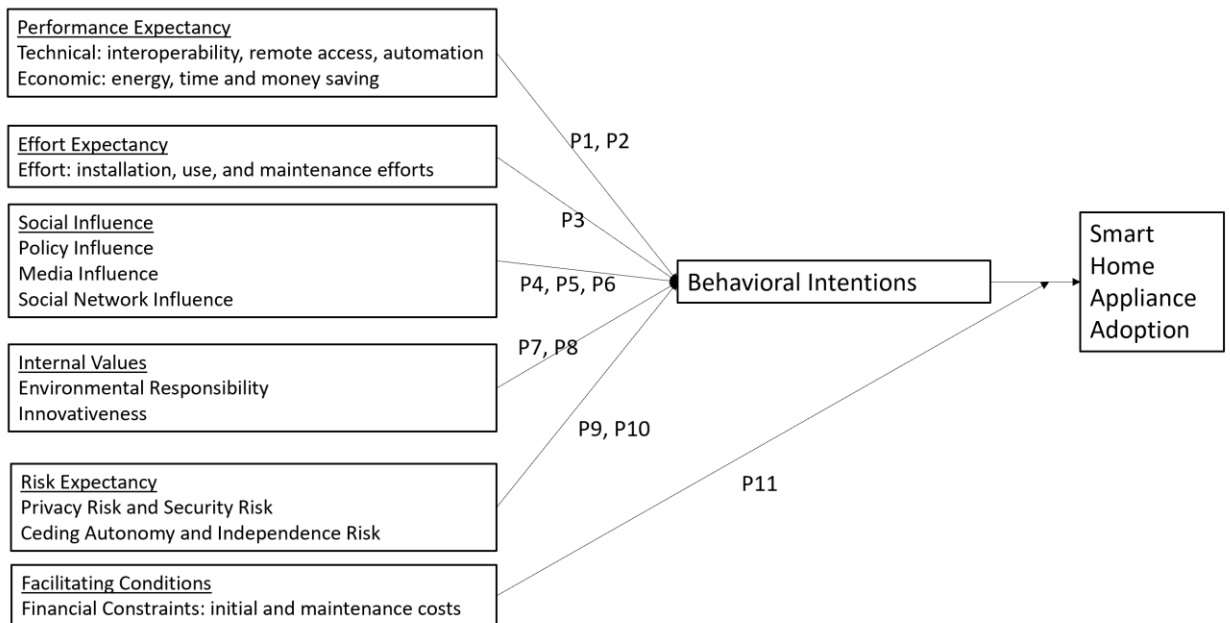 Performance Expectancy
Technical: interoperability, remote access, automation
Economic: energy, time and money saving
P1, P2
Effort Expectancy
Effort: installation, use, and maintenance efforts
P3
Social Influence
Policy Influence
Media Influence
Social Network Influence
P4, P5, P6
Behavioral Intentions
Smart
Home
Appliance
Adoption
P7, P8
Internal Values
Environmental Responsibility
Innovativeness
P9, P10
Risk Expectancy
Privacy Risk and Security Risk
Ceding Autonomy and Independence Risk
P11
Facilitating Conditions
Financial Constraints: initial and maintenance costs